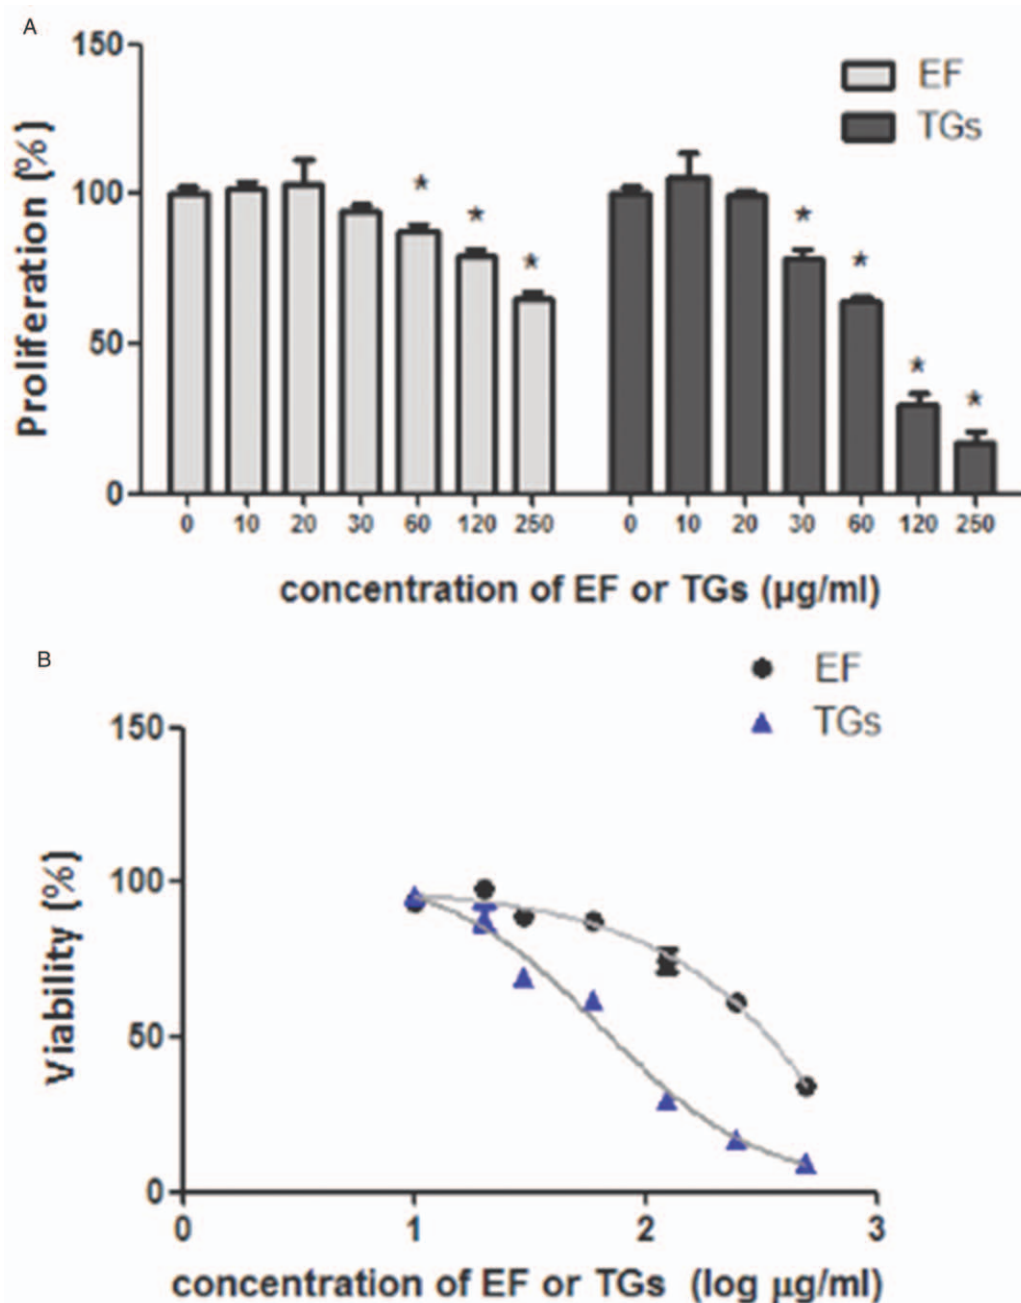 A
150
EF
TGs
100
50
0
Proliferation (%)
* * *
* * * *
0 10 20 30 60 120 250 0 10 20 30 60 120 250
concentration of EF or TGs (µg/ml)
B
EF
TGs
150
100
50
0
Viability (%)
0 1 2 3
concentration of EF or TGs (log µg/ml)